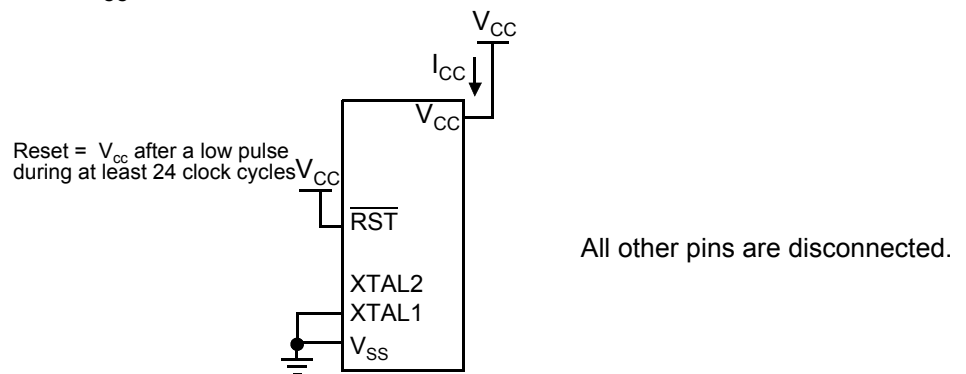 V_CC
I_CC
V_CC
Reset = V_cc after a low pulse
during at least 24 clock cycles
V_CC
RST
All other pins are disconnected.
XTAL2
XTAL1
V_SS